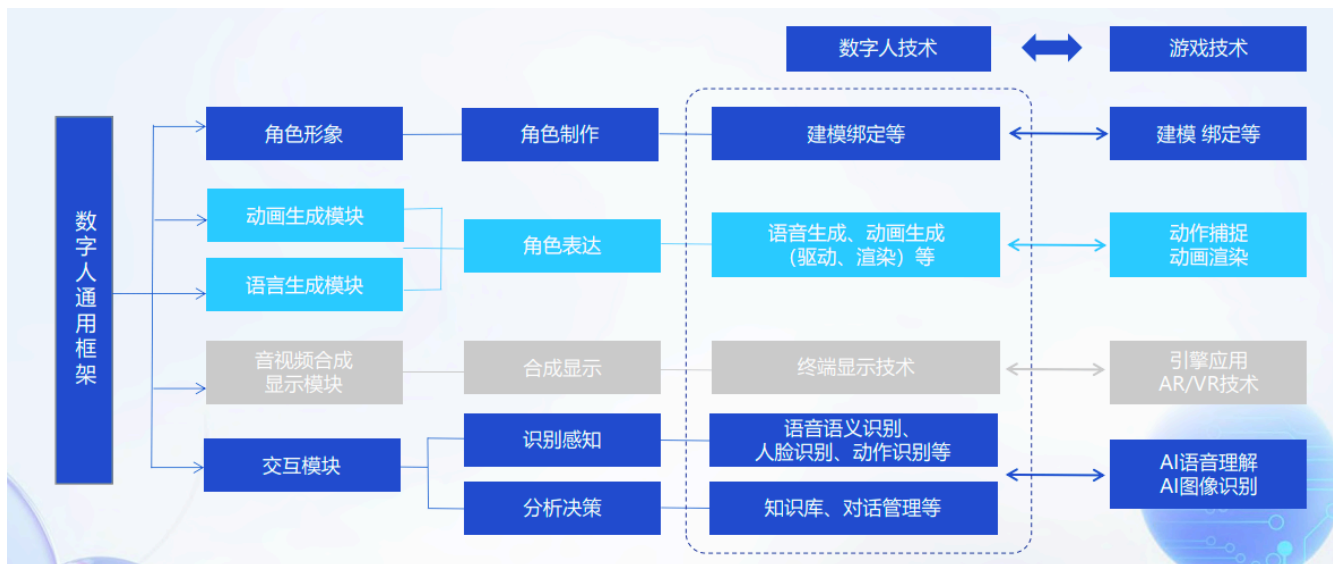 数字人技术
游戏技术
数字人通用框架
角色形象
角色制作
建模绑定等
建模 绑定等
动画生成模块
语言生成模块
角色表达
语音生成、动画生成
（驱动、渲染）等
动作捕捉
动画渲染
音视频合成
显示模块
合成显示
终端显示技术
引擎应用
AR/VR技术
交互模块
识别感知
语音语义识别、
人脸识别、动作识别等
分析决策
知识库、对话管理等
AI语音理解
AI图像识别